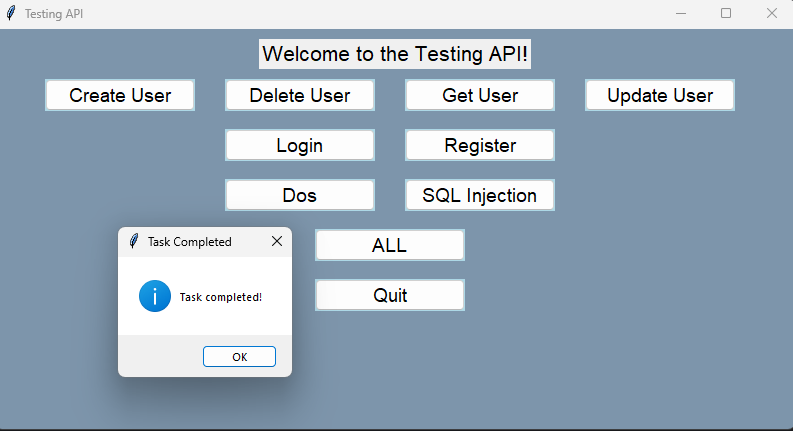 Testing API
Welcome to the Testing API!
Create User
Delete User
Get User
Update User
Login
Register
Dos
SQL Injection
ALL
Quit
Task Completed
i
Task completed!
OK